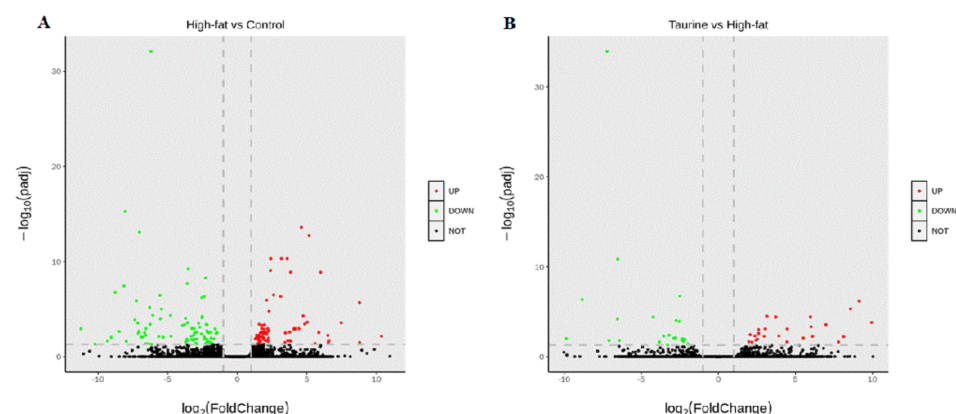 A
High-fat vs Control
30
20
10
0
-10
-5
0
5
10
log2(FoldChange)
−log10(padj)
UP
DOWN
NOT
B
Taurine vs High-fat
30
20
10
0
-10
-5
0
5
10
log2(FoldChange)
−log10(padj)
UP
DOWN
NOT